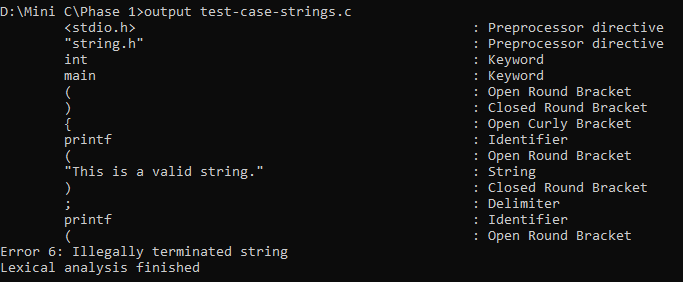 D:\Mini C\Phase 1>output test-case-strings.c
<stdio.h> : Preprocessor directive
"string.h" : Preprocessor directive
int : Keyword
main : Keyword
( : Open Round Bracket
) : Closed Round Bracket
{ : Open Curly Bracket
printf : Identifier
( : Open Round Bracket
"This is a valid string." : String
) : Closed Round Bracket
; : Delimiter
printf : Identifier
( : Open Round Bracket
Error 6: Illegally terminated string
Lexical analysis finished